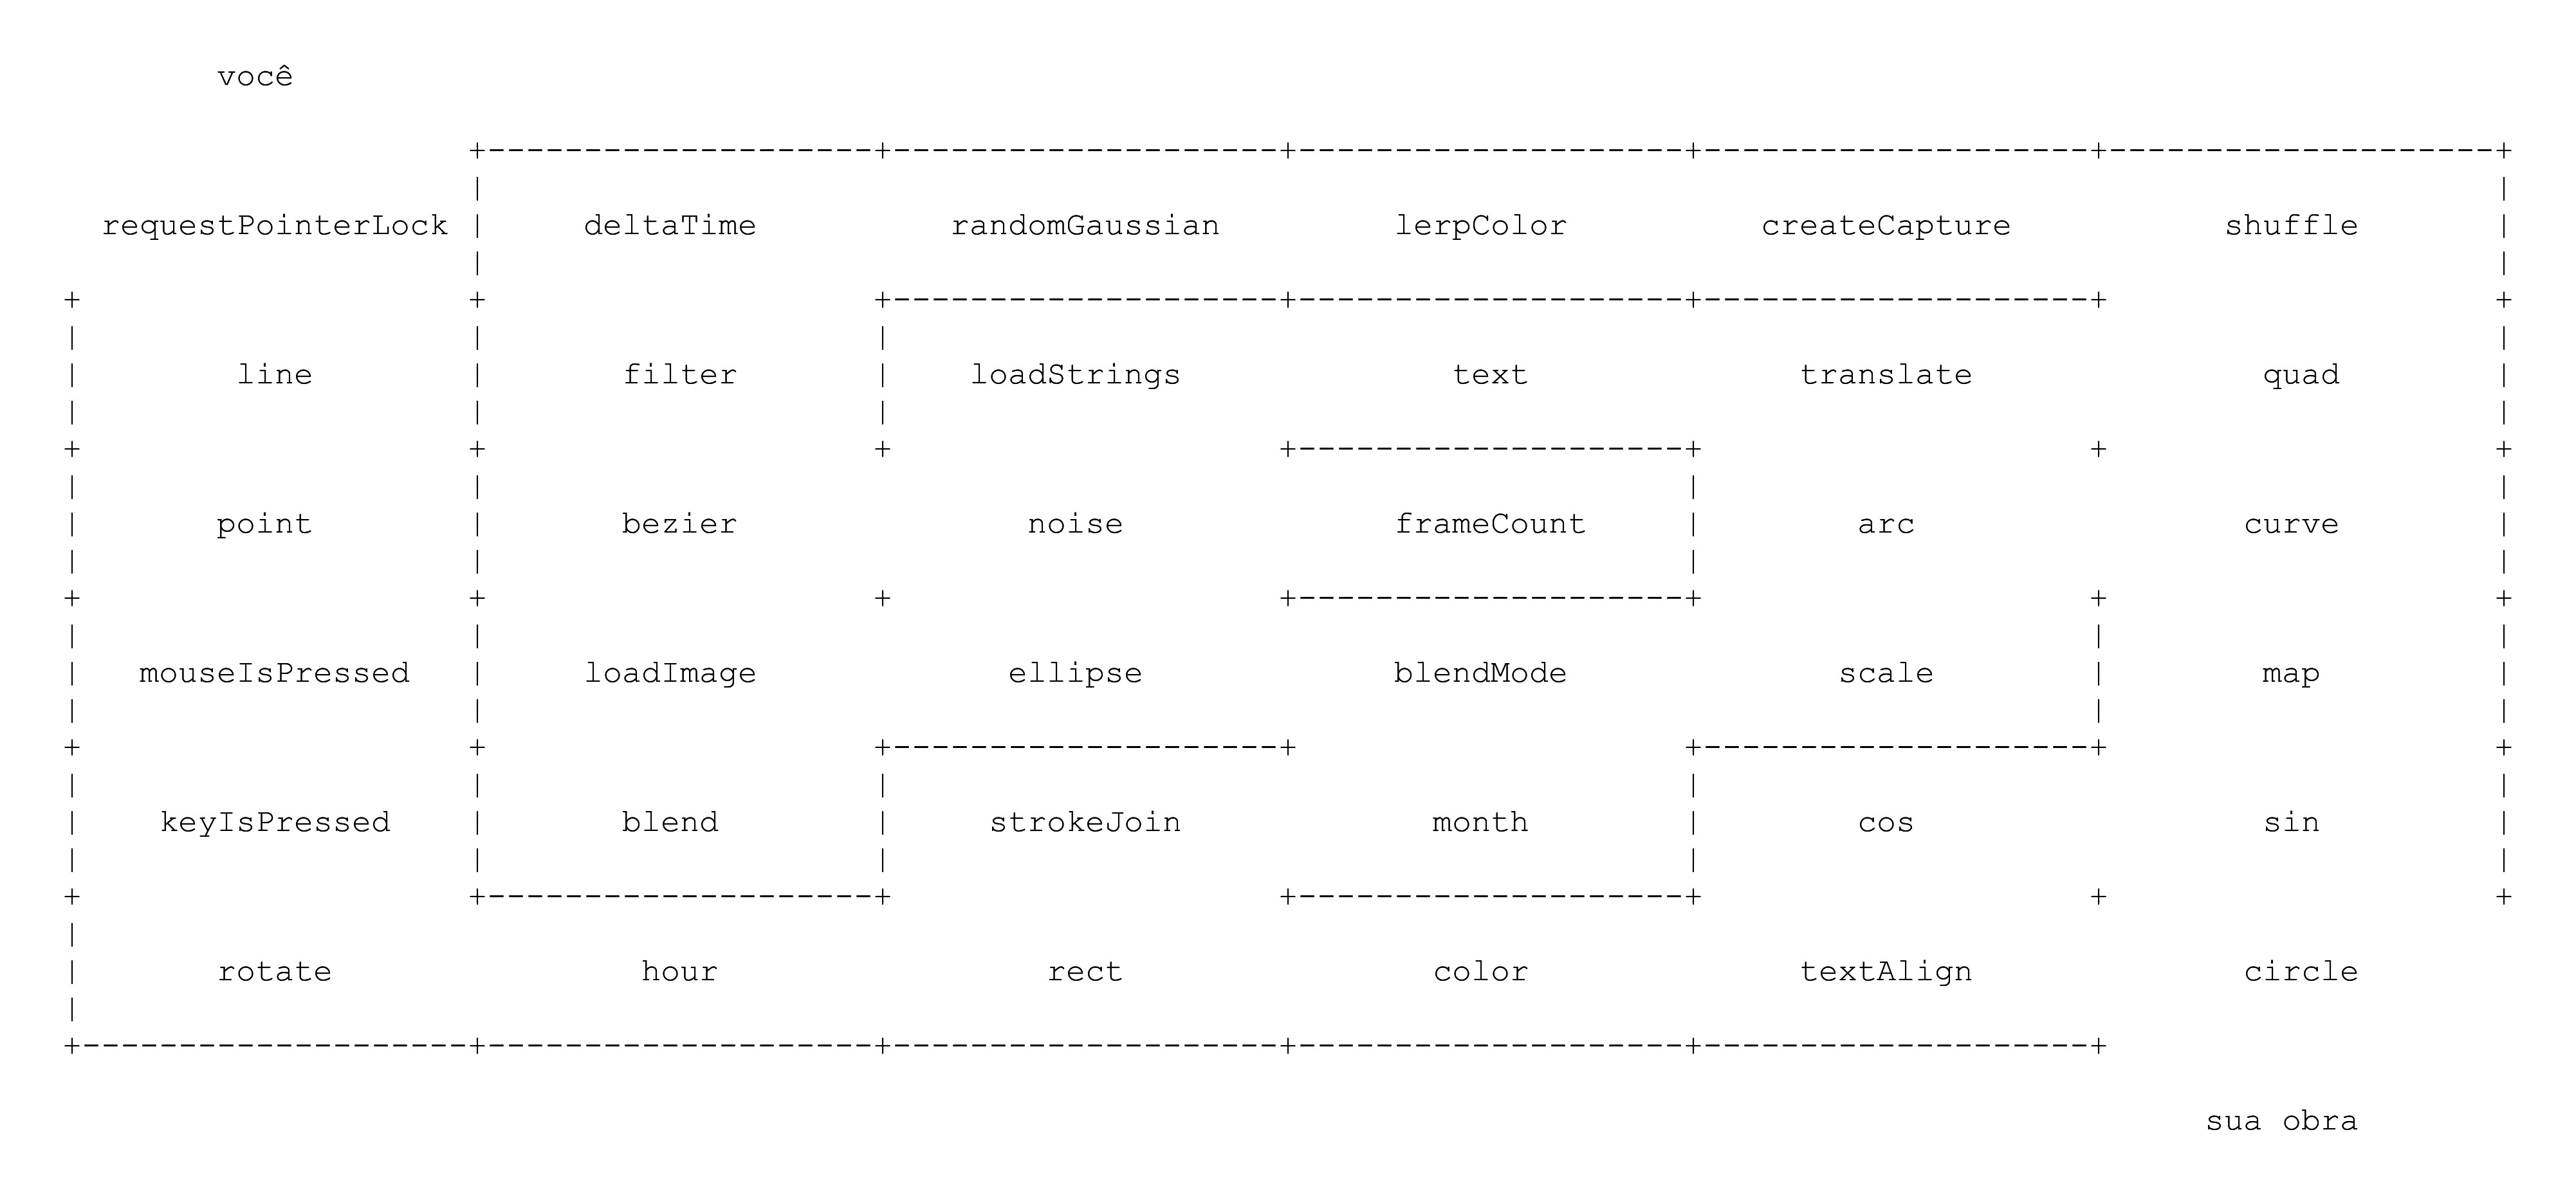 você
requestPointerLock deltaTime randomGaussian lerpColor createCapture shuffle
line filter loadStrings text translate quad
point bezier noise frameCount arc curve
mouseIsPressed loadImage ellipse blendMode scale map
keyIsPressed blend strokeJoin month cos sin
rotate hour rect color textAlign circle
sua obra